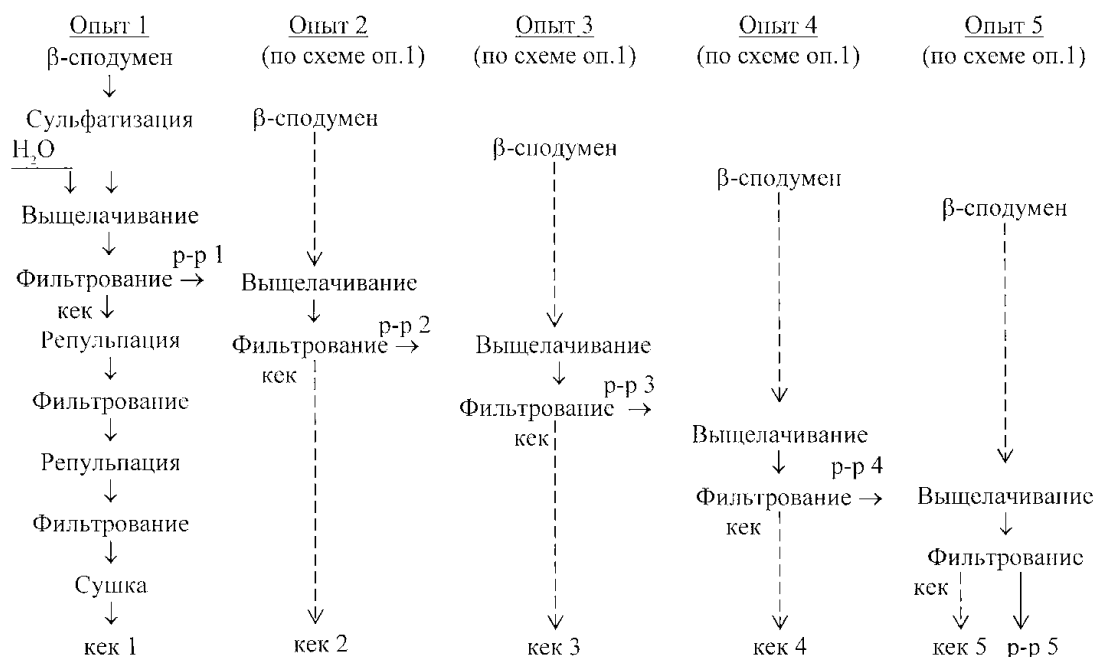 Опыт 1
β-сподумен
Сульфатизация
H₂O
Выщелачивание
Фильтрование
р-р 1
кек
Репульпация
Фильтрование
Репульпация
Фильтрование
Сушка
кек 1
Опыт 2
(по схеме оп.1)
β-сподумен
Выщелачивание
Фильтрование
р-р 2
кек
кек 2
Опыт 3
(по схеме оп.1)
β-сподумен
Выщелачивание
Фильтрование
р-р 3
кек
кек 3
Опыт 4
(по схеме оп.1)
β-сподумен
Выщелачивание
Фильтрование
р-р 4
кек
кек 4
Опыт 5
(по схеме оп.1)
β-сподумен
Выщелачивание
Фильтрование
кек
кек 5 р-р 5